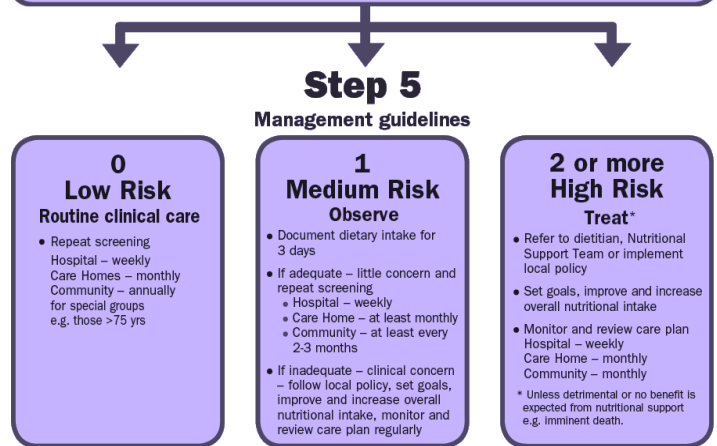 Step 5
Management guidelines
0
Low Risk
Routine clinical care
● Repeat screening
Hospital – weekly
Care Homes – monthly
Community – annually
for special groups
e.g. those >75 yrs
1
Medium Risk
Observe
● Document dietary intake for
3 days
● If adequate – little concern and
repeat screening
● Hospital – weekly
● Care Home – at least monthly
● Community – at least every
2-3 months
● If inadequate – clinical concern
– follow local policy, set goals,
improve and increase overall
nutritional intake, monitor and
review care plan regularly
2 or more
High Risk
Treat*
● Refer to dietitian, Nutritional
Support Team or implement
local policy
● Set goals, improve and increase
overall nutritional intake
● Monitor and review care plan
Hospital – weekly
Care Home – monthly
Community – monthly
* Unless detrimental or no benefit is
expected from nutritional support
e.g. imminent death.